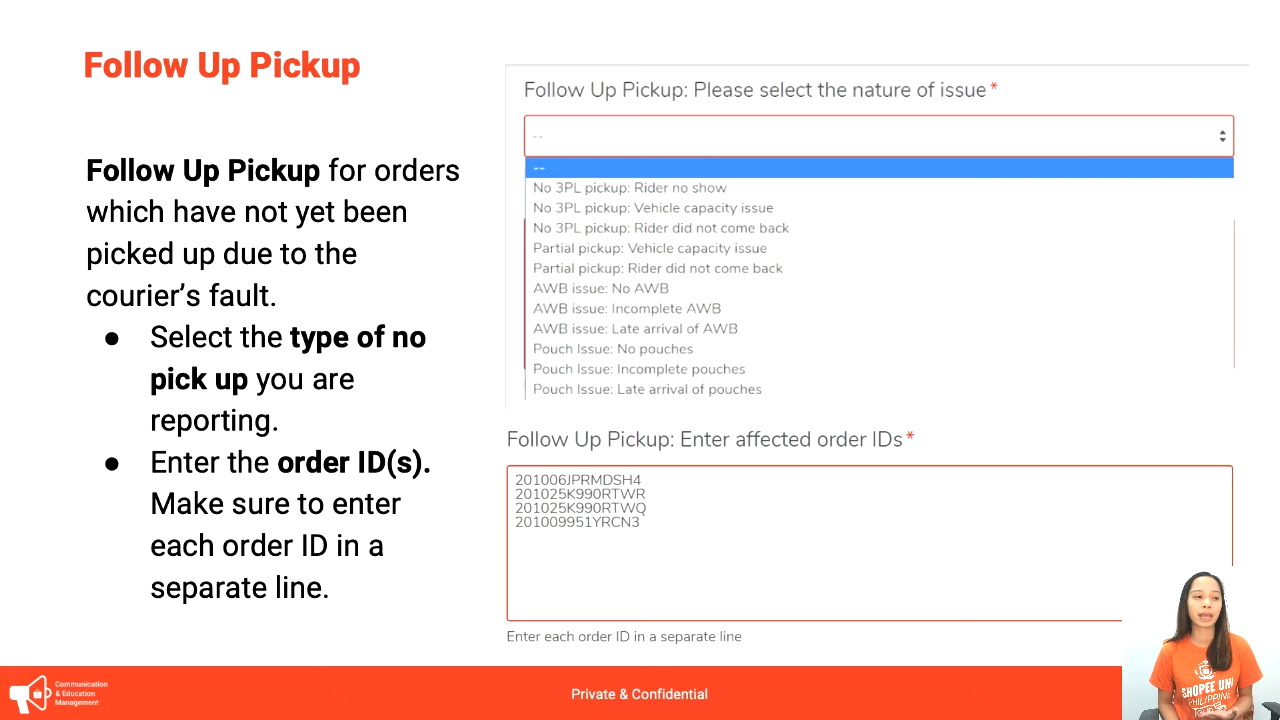 Follow Up Pickup
Follow Up Pickup for orders
which have not yet been
picked up due to the
courier’s fault.
● Select the type of no
pick up you are
reporting.
● Enter the order ID(s).
Make sure to enter
each order ID in a
separate line.
Follow Up Pickup: Please select the nature of issue*
--
--
No 3PL pickup: Rider no show
No 3PL pickup: Vehicle capacity issue
No 3PL pickup: Rider did not come back
Partial pickup: Vehicle capacity issue
Partial pickup: Rider did not come back
AWB issue: No AWB
AWB issue: Incomplete AWB
AWB issue: Late arrival of AWB
Pouch Issue: No pouches
Pouch Issue: Incomplete pouches
Pouch Issue: Late arrival of pouches
Follow Up Pickup: Enter affected order IDs*
201006JPRMDSH4
201025K990RTWR
201025K990RTWQ
201009951YRCN3
Enter each order ID in a separate line
Communication
& Education
Management
Private & Confidential
SHOPEE UNI
PHILIPPINE